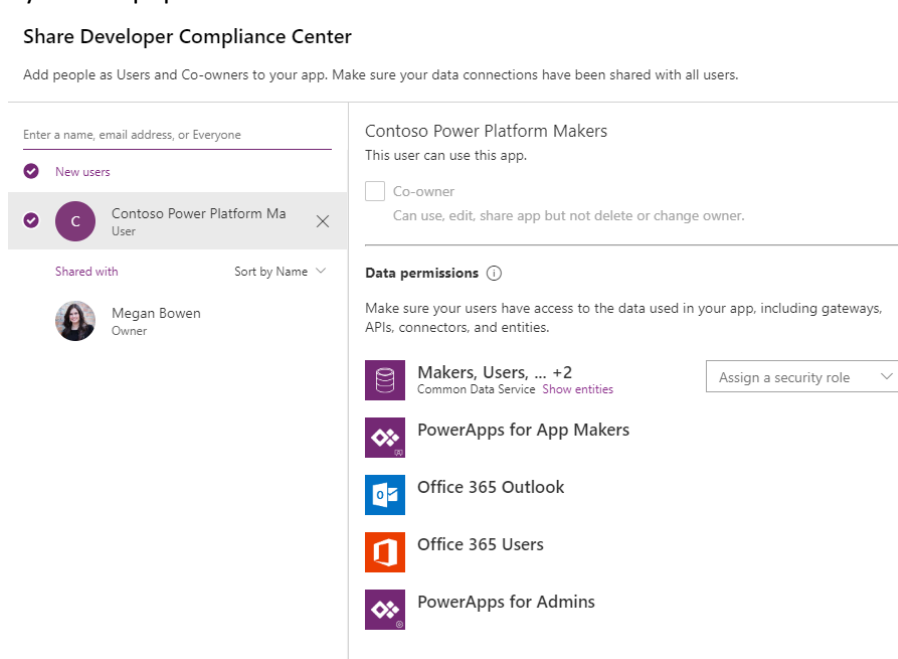 Share Developer Compliance Center
Add people as Users and Co-owners to your app. Make sure your data connections have been shared with all users.
Enter a name, email address, or Everyone
New users
C
Contoso Power Platform Ma
User
Shared with
Sort by Name
Megan Bowen
Owner
Contoso Power Platform Makers
This user can use this app.
Co-owner
Can use, edit, share app but not delete or change owner.
Data permissions
Make sure your users have access to the data used in your app, including gateways,
APIs, connectors, and entities.
Makers, Users, ... +2
Common Data Service Show entities
Assign a security role
PowerApps for App Makers
Office 365 Outlook
Office 365 Users
PowerApps for Admins